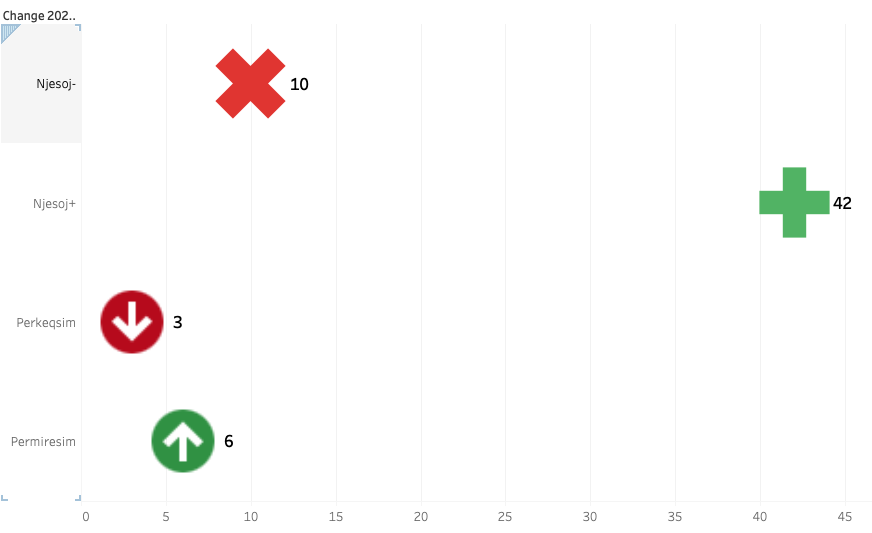 Change 202..
Njesoj-
10
Njesoj+
42
Perkeqsim
3
Permiresim
6
0 5 10 15 20 25 30 35 40 45